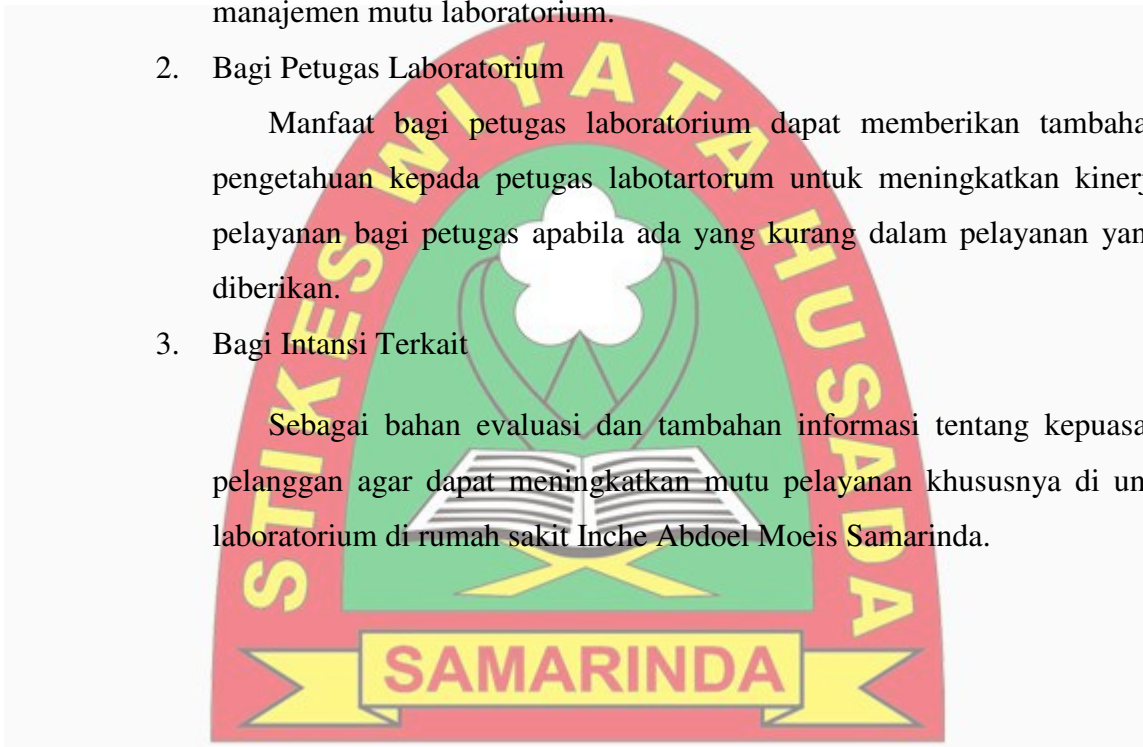 manajemen mutu laboratorium.
2. Bagi Petugas Laboratorium
Manfaat bagi petugas laboratorium dapat memberikan tambaha
pengetahuan kepada petugas labotartorum untuk meningkatkan kinerj
pelayanan bagi petugas apabila ada yang kurang dalam pelayanan yan
diberikan.
3. Bagi Intansi Terkait
Sebagai bahan evaluasi dan tambahan informasi tentang kepuasa
pelanggan agar dapat meningkatkan mutu pelayanan khususnya di un
laboratorium di rumah sakit Inche Abdoel Moeis Samarinda.
STIKES WIYATA HUSADA
SAMARINDA